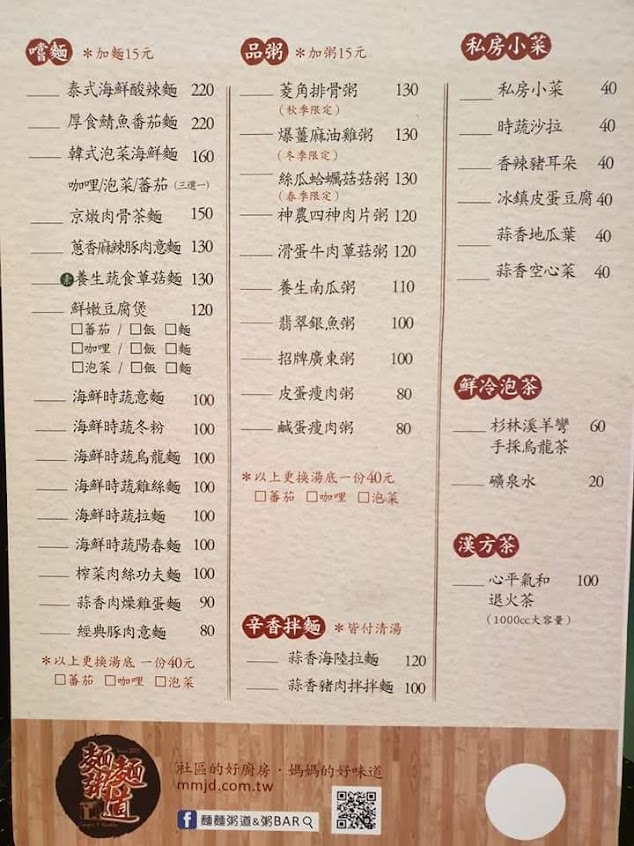 嚐麵 *加麵15元
泰式海鮮酸辣麵 220
厚食鯖魚番茄麵 220
韓式泡菜海鮮麵 160
咖哩/泡菜/番茄 (三選一)
京燉肉骨茶麵 150
蔥香麻辣豚肉意麵 130
素 養生蔬食蕈菇麵 130
鮮嫩豆腐煲 120
□番茄 / □飯 □麵
□咖哩 / □飯 □麵
□泡菜 / □飯 □麵
海鮮時蔬意麵 100
海鮮時蔬冬粉 100
海鮮時蔬烏龍麵 100
海鮮時蔬雞絲麵 100
海鮮時蔬拉麵 100
海鮮時蔬陽春麵 100
榨菜肉絲功夫麵 100
蒜香肉燥雞蛋麵 90
經典豚肉意麵 80
*以上更換湯底 一份40元
□番茄 □咖哩 □泡菜
品粥 *加粥15元
菱角排骨粥 130
(秋季限定)
爆薑麻油雞粥 130
(冬季限定)
絲瓜蛤蠣菇菇粥 130
(春季限定)
神農四神肉片粥 120
滑蛋牛肉蕈菇粥 120
養生南瓜粥 110
翡翠銀魚粥 100
招牌廣東粥 100
皮蛋瘦肉粥 80
鹹蛋瘦肉粥 80
*以上更換湯底一份40元
□番茄 □咖哩 □泡菜
辛香拌麵 *皆付清湯
蒜香海陸拉麵 120
蒜香豬肉拌拌麵 100
私房小菜
私房小菜 40
時蔬沙拉 40
香辣豬耳朵 40
冰鎮皮蛋豆腐 40
蒜香地瓜葉 40
蒜香空心菜 40
鮮冷泡茶
杉林溪羊彎 60
手採烏龍茶
礦泉水 20
漢方茶
心平氣和 100
退火茶
(1000cc大容量)
麵麵粥道
社區的好廚房·媽媽的好味道
mmjd.com.tw
f 麵麵粥道&粥BAR